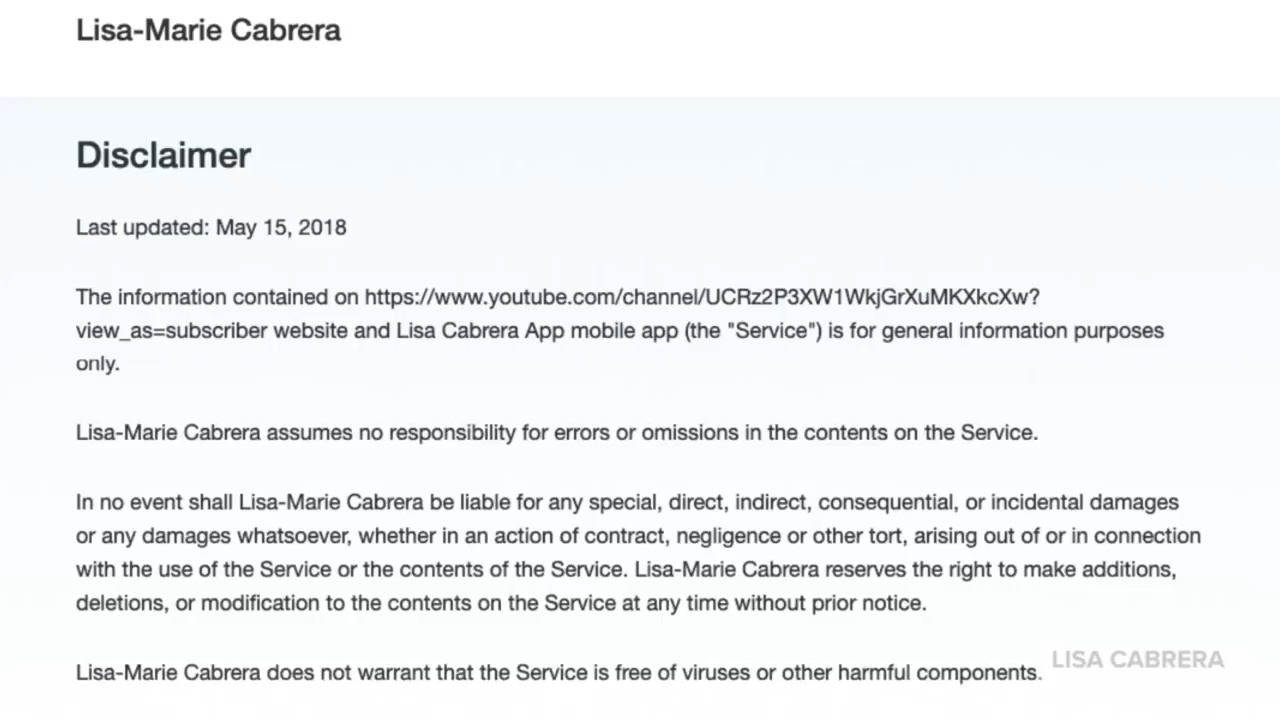 Lisa-Marie Cabrera
Disclaimer
Last updated: May 15, 2018
The information contained on https://www.youtube.com/channel/UCRz2P3XW1WkjGrXuMKXkcXw?
view_as=subscriber website and Lisa Cabrera App mobile app (the "Service") is for general information purposes
only.
Lisa-Marie Cabrera assumes no responsibility for errors or omissions in the contents on the Service.
In no event shall Lisa-Marie Cabrera be liable for any special, direct, indirect, consequential, or incidental damages
or any damages whatsoever, whether in an action of contract, negligence or other tort, arising out of or in connection
with the use of the Service or the contents of the Service. Lisa-Marie Cabrera reserves the right to make additions,
deletions, or modification to the contents on the Service at any time without prior notice.
Lisa-Marie Cabrera does not warrant that the Service is free of viruses or other harmful components.
LISA CABRERA